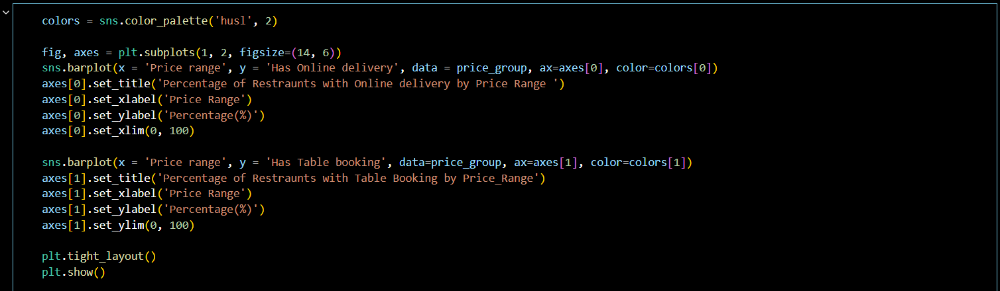 colors = sns.color_palette('husl', 2)
fig, axes = plt.subplots(1, 2, figsize=(14, 6))
sns.barplot(x = 'Price range', y = 'Has Online delivery', data = price_group, ax=axes[0], color=colors[0])
axes[0].set_title('Percentage of Restraunts with Online delivery by Price Range ')
axes[0].set_xlabel('Price Range')
axes[0].set_ylabel('Percentage(%)')
axes[0].set_xlim(0, 100)
sns.barplot(x = 'Price range', y = 'Has Table booking', data=price_group, ax=axes[1], color=colors[1])
axes[1].set_title('Percentage of Restraunts with Table Booking by Price_Range')
axes[1].set_xlabel('Price Range')
axes[1].set_ylabel('Percentage(%)')
axes[1].set_ylim(0, 100)
plt.tight_layout()
plt.show()